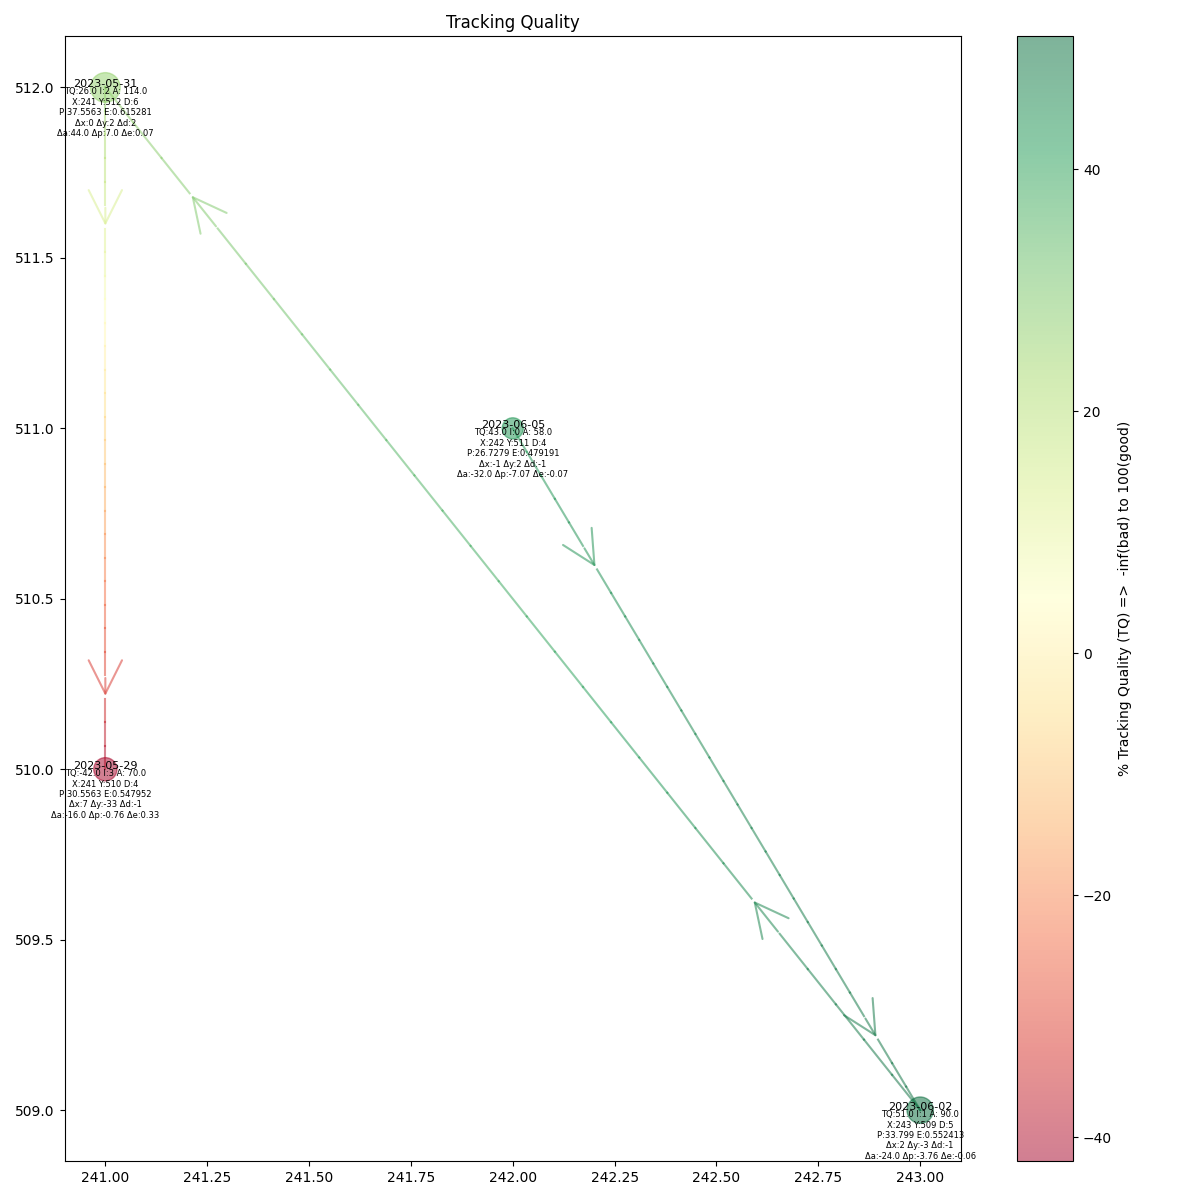 Tracking Quality
512.0
511.5
511.0
510.5
510.0
509.5
509.0
2023-05-31
TQ:26.0 I:2 A: 114.0
X:241 Y:512 D:6
P:37.5563 E:0.615281
Δx:0 Δy:2 Δd:2
Δa:44.0 Δp:7.0 Δe:0.07
2023-06-05
TQ:43.0 I:0 A: 58.0
X:242 Y:511 D:4
P:26.7279 E:0.479191
Δx:-1 Δy:2 Δd:-1
Δa:-32.0 Δp:-7.07 Δe:-0.07
2023-05-29
TQ:-42.0 I:3 A: 70.0
X:241 Y:510 D:4
P:30.5563 E:0.547952
Δx:7 Δy:-33 Δd:-1
Δa:-16.0 Δp:-0.76 Δe:0.33
2023-06-02
TQ:51.0 I:1 A: 90.0
X:243 Y:509 D:5
P:33.799 E:0.552413
Δx:2 Δy:-3 Δd:-1
Δa:-24.0 Δp:-3.76 Δe:-0.06
241.00 241.25 241.50 241.75 242.00 242.25 242.50 242.75 243.00
40
20
0
−20
−40
% Tracking Quality (TQ) => -inf(bad) to 100(good)